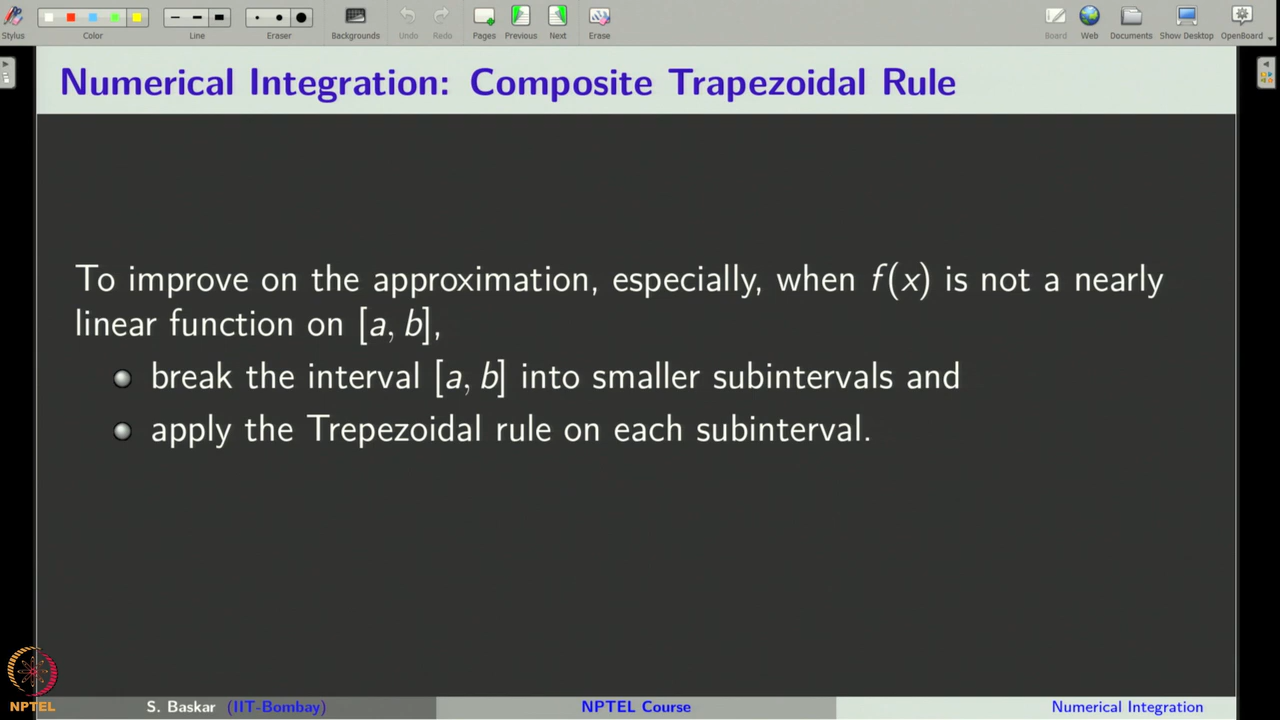 Stylus
Color
Line
Eraser
Backgrounds
Undo
Redo
Pages
Previous
Next
Erase
Board
Web
Documents
Show Desktop
OpenBoard
Numerical Integration: Composite Trapezoidal Rule
To improve on the approximation, especially, when f(x) is not a nearly
linear function on [a, b],
break the interval [a, b] into smaller subintervals and
apply the Trepezoidal rule on each subinterval.
NPTEL
S. Baskar (IIT-Bombay)
NPTEL Course
Numerical Integration